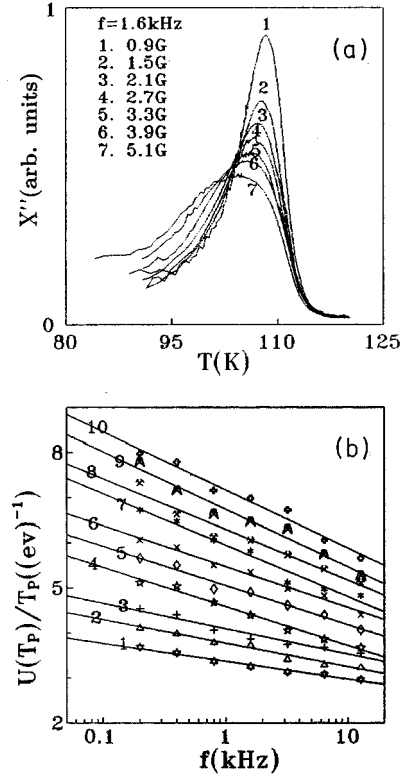 1
f=1.6kHz
1. 0.9G
2. 1.5G
3. 2.1G
4. 2.7G
5. 3.3G
6. 3.9G
7. 5.1G
(a)
1
2
3
4
5
6
7
X''(arb. units)
0
80 95 110 125
T(K)
(b)
10
9
8
7
6
5
4
3
2
1
8
5
2
U(Tₚ)/Tₚ((ev)⁻¹)
0.1 1 10
f(kHz)